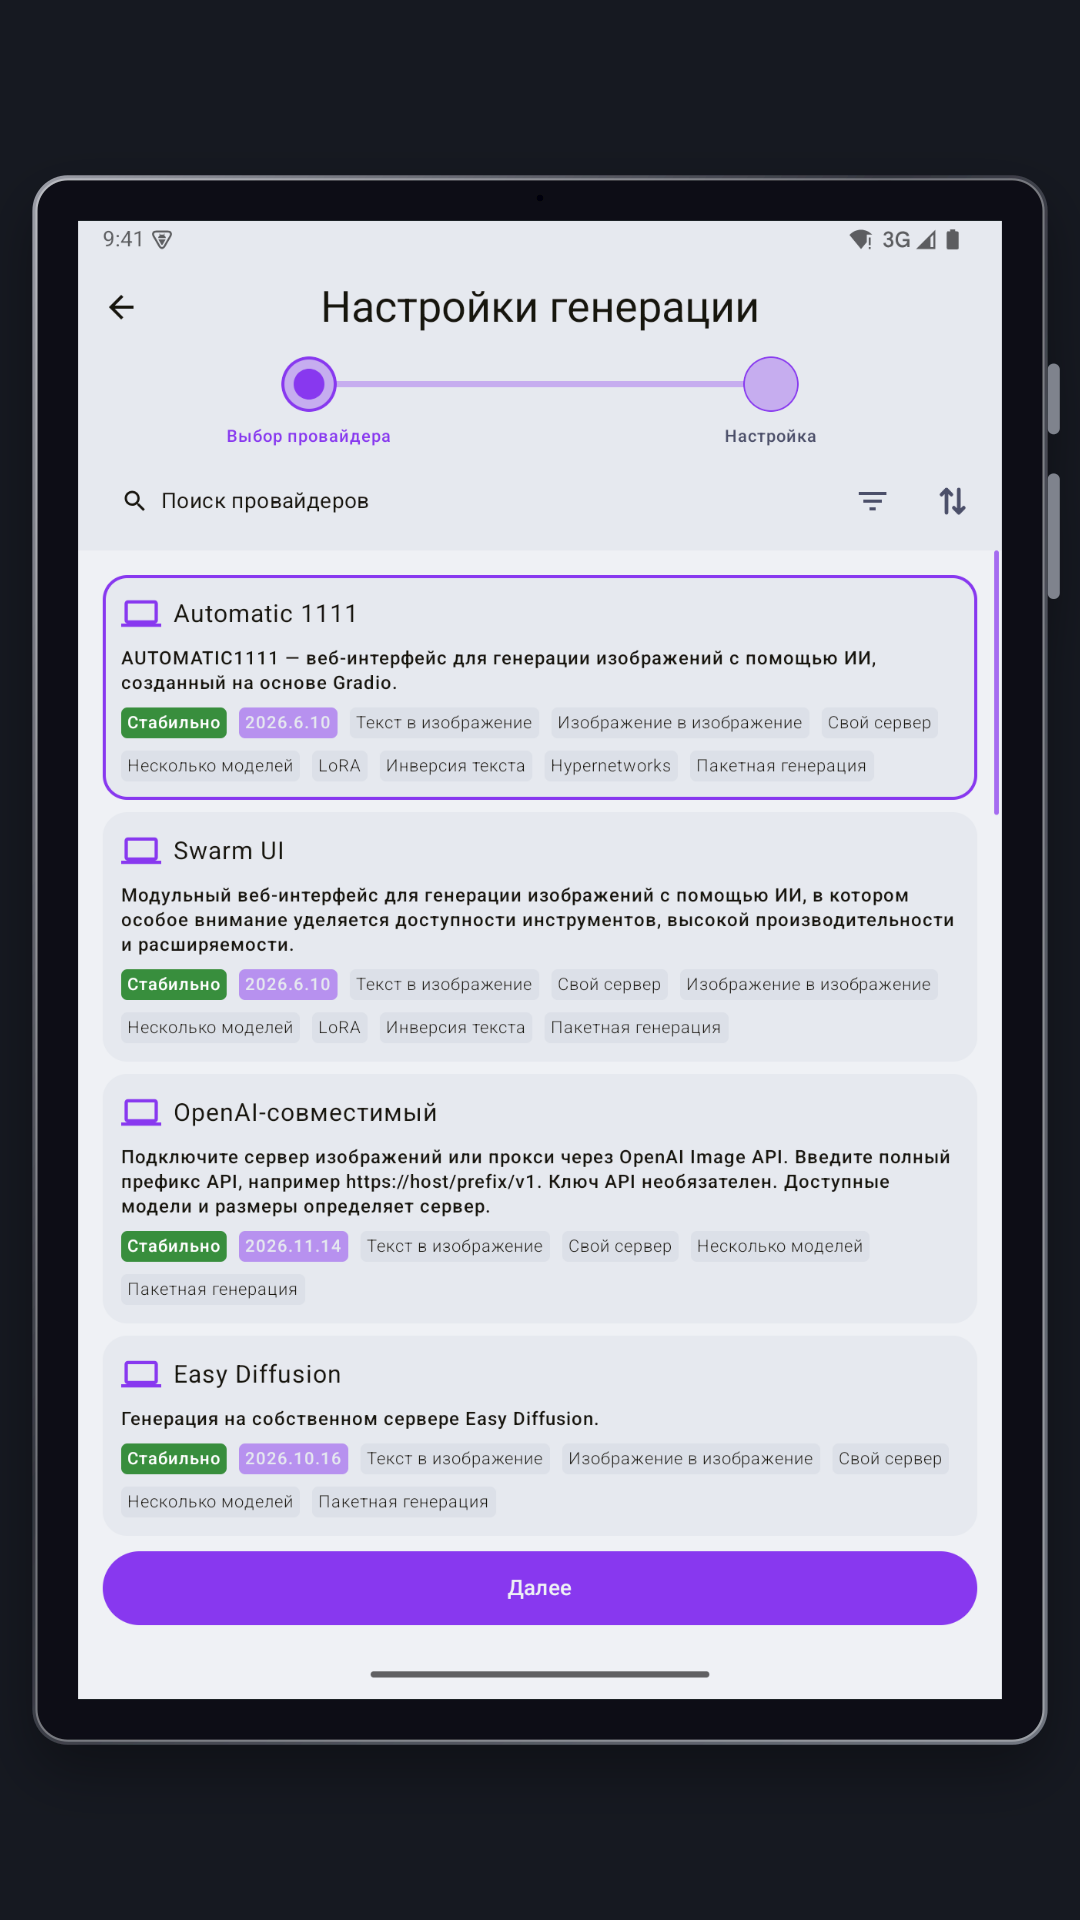 9:41
3G
Настройки генерации
Выбор провайдера
Настройка
Поиск провайдеров
Automatic 1111
AUTOMATIC1111 — веб-интерфейс для генерации изображений с помощью ИИ,
созданный на основе Gradio.
Стабильно 2026.6.10 Текст в изображение Изображение в изображение Свой сервер
Несколько моделей LoRA Инверсия текста Hypernetworks Пакетная генерация
Swarm UI
Модульный веб-интерфейс для генерации изображений с помощью ИИ, в котором
особое внимание уделяется доступности инструментов, высокой производительности
и расширяемости.
Стабильно 2026.6.10 Текст в изображение Свой сервер Изображение в изображение
Несколько моделей LoRA Инверсия текста Пакетная генерация
OpenAI-совместимый
Подключите сервер изображений или прокси через OpenAI Image API. Введите полный
префикс API, например https://host/prefix/v1. Ключ API необязателен. Доступные
модели и размеры определяет сервер.
Стабильно 2026.11.14 Текст в изображение Свой сервер Несколько моделей
Пакетная генерация
Easy Diffusion
Генерация на собственном сервере Easy Diffusion.
Стабильно 2026.10.16 Текст в изображение Изображение в изображение Свой сервер
Несколько моделей Пакетная генерация
Далее